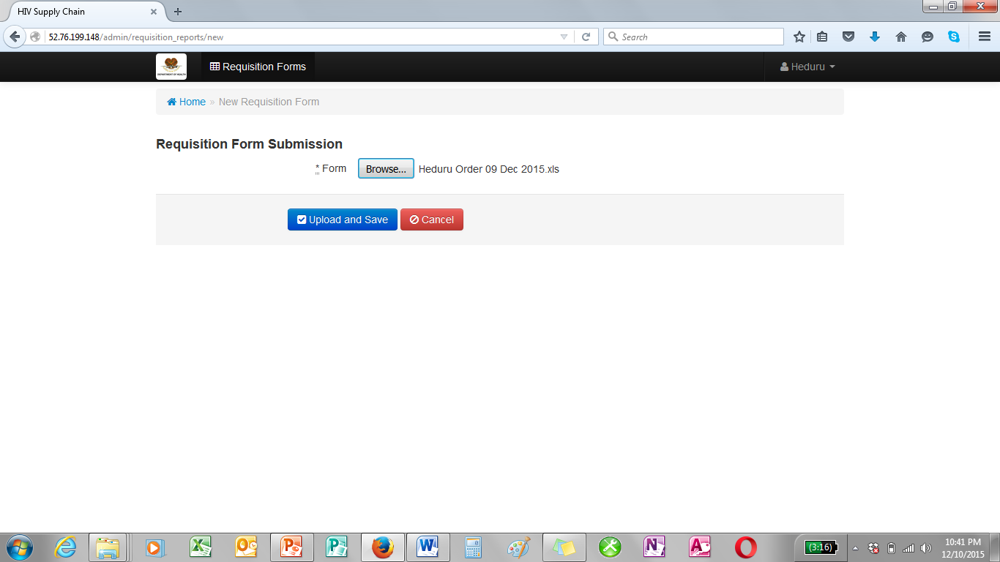 HIV Supply Chain
52.76.199.148/admin/requisition_reports/new
Search
DEPARTMENT OF HEALTH
Requisition Forms
Heduru
Home » New Requisition Form
Requisition Form Submission
* Form Browse... Heduru Order 09 Dec 2015.xls
Upload and Save Cancel
(3:16)
10:41 PM
12/10/2015